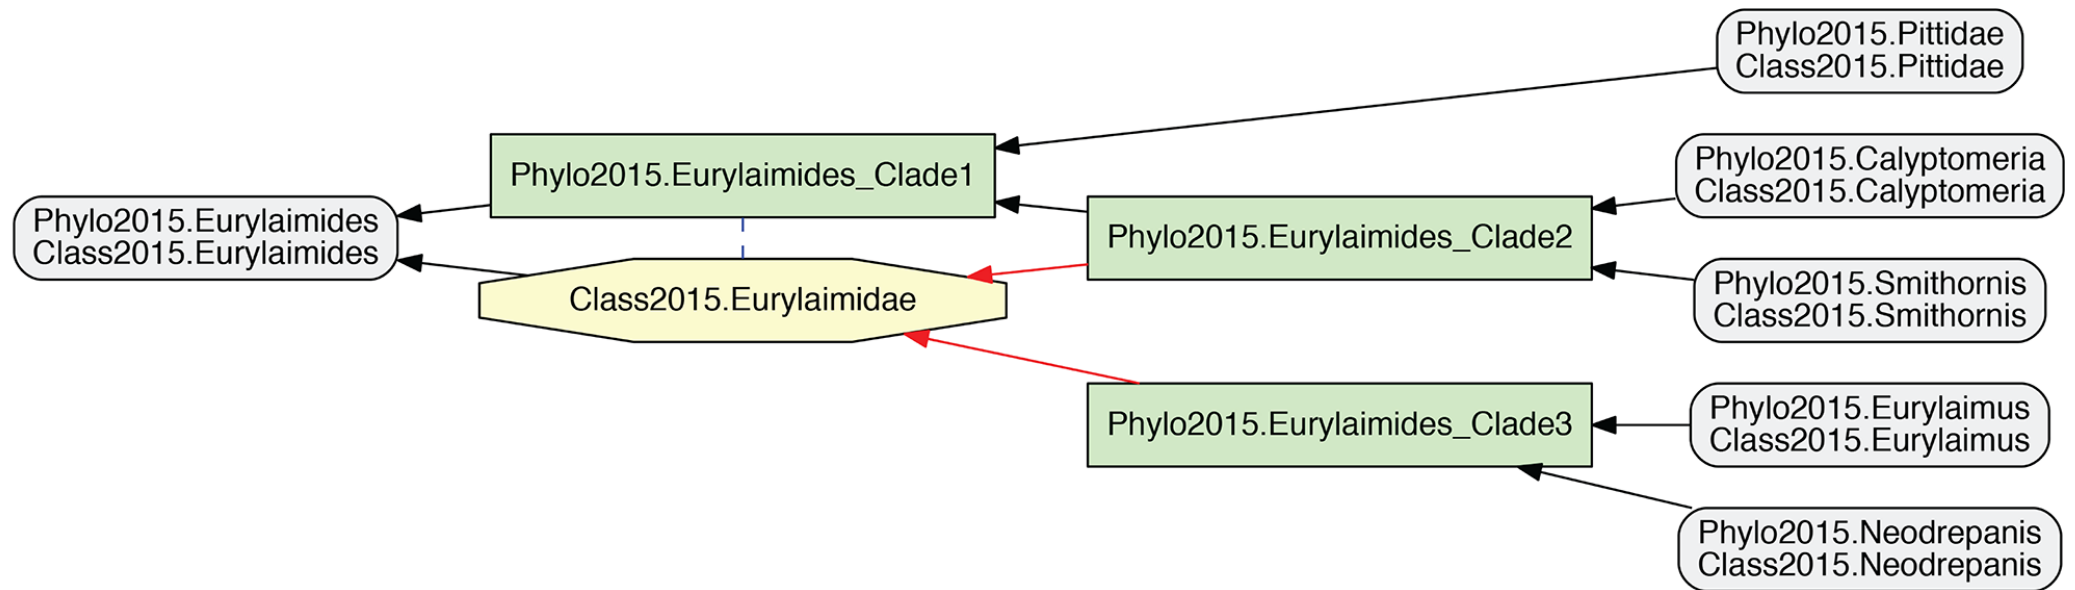 Phylo2015.Pittidae
Class2015.Pittidae
Phylo2015.Eurylaimides_Clade1
Phylo2015.Calyptomeria
Class2015.Calyptomeria
Phylo2015.Eurylaimides
Class2015.Eurylaimides
Phylo2015.Eurylaimides_Clade2
Class2015.Eurylaimidae
Phylo2015.Smithornis
Class2015.Smithornis
Phylo2015.Eurylaimides_Clade3
Phylo2015.Eurylaimus
Class2015.Eurylaimus
Phylo2015.Neodrepanis
Class2015.Neodrepanis